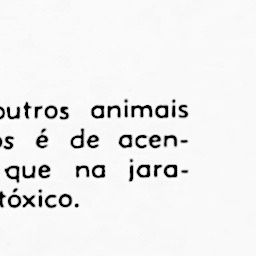 outros animais
os é de acen-
que na jara-
tóxico.